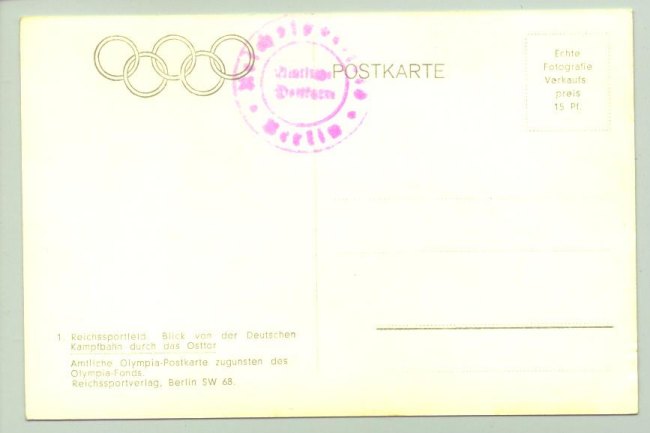 POSTKARTE
Echte
Fotografie
Verkaufs
preis
15 Pf.
Amtliche
Berlin
1. Reichssportfeld. Blick von der Deutschen
Kampfbahn durch das Osttor
Amtliche Olympia-Postkarte zugunsten des
Olympia-Fonds.
Reichssportverlag, Berlin SW 68.